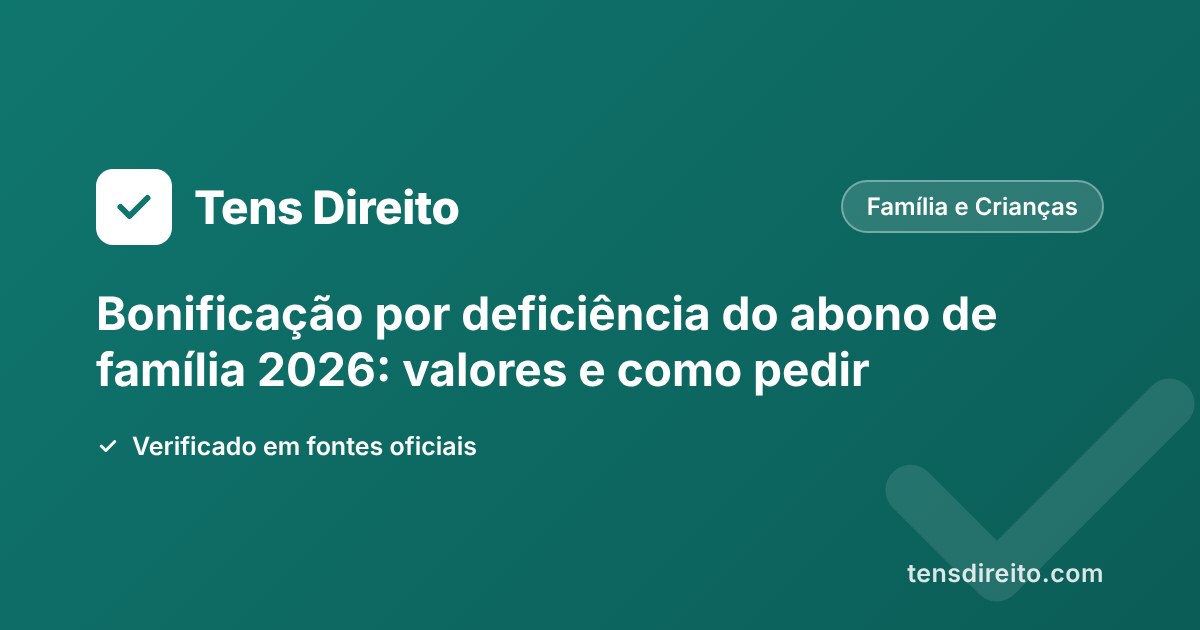 Tens Direito
Família e Crianças
Bonificação por deficiência do abono de
família 2026: valores e como pedir
Verificado em fontes oficiais
tensdireito.com